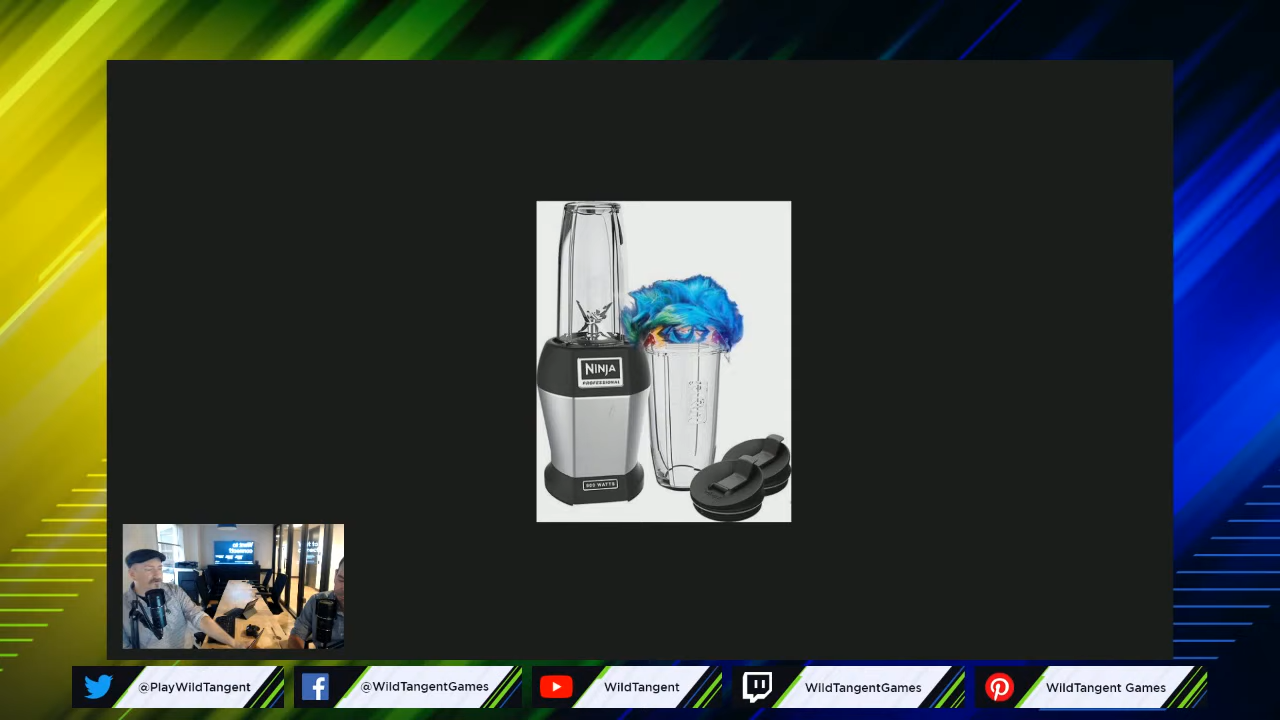 NINJA
PROFESSIONAL
900 WATTS
@PlayWildTangent
@WildTangentGames
WildTangent
WildTangentGames
WildTangent Games